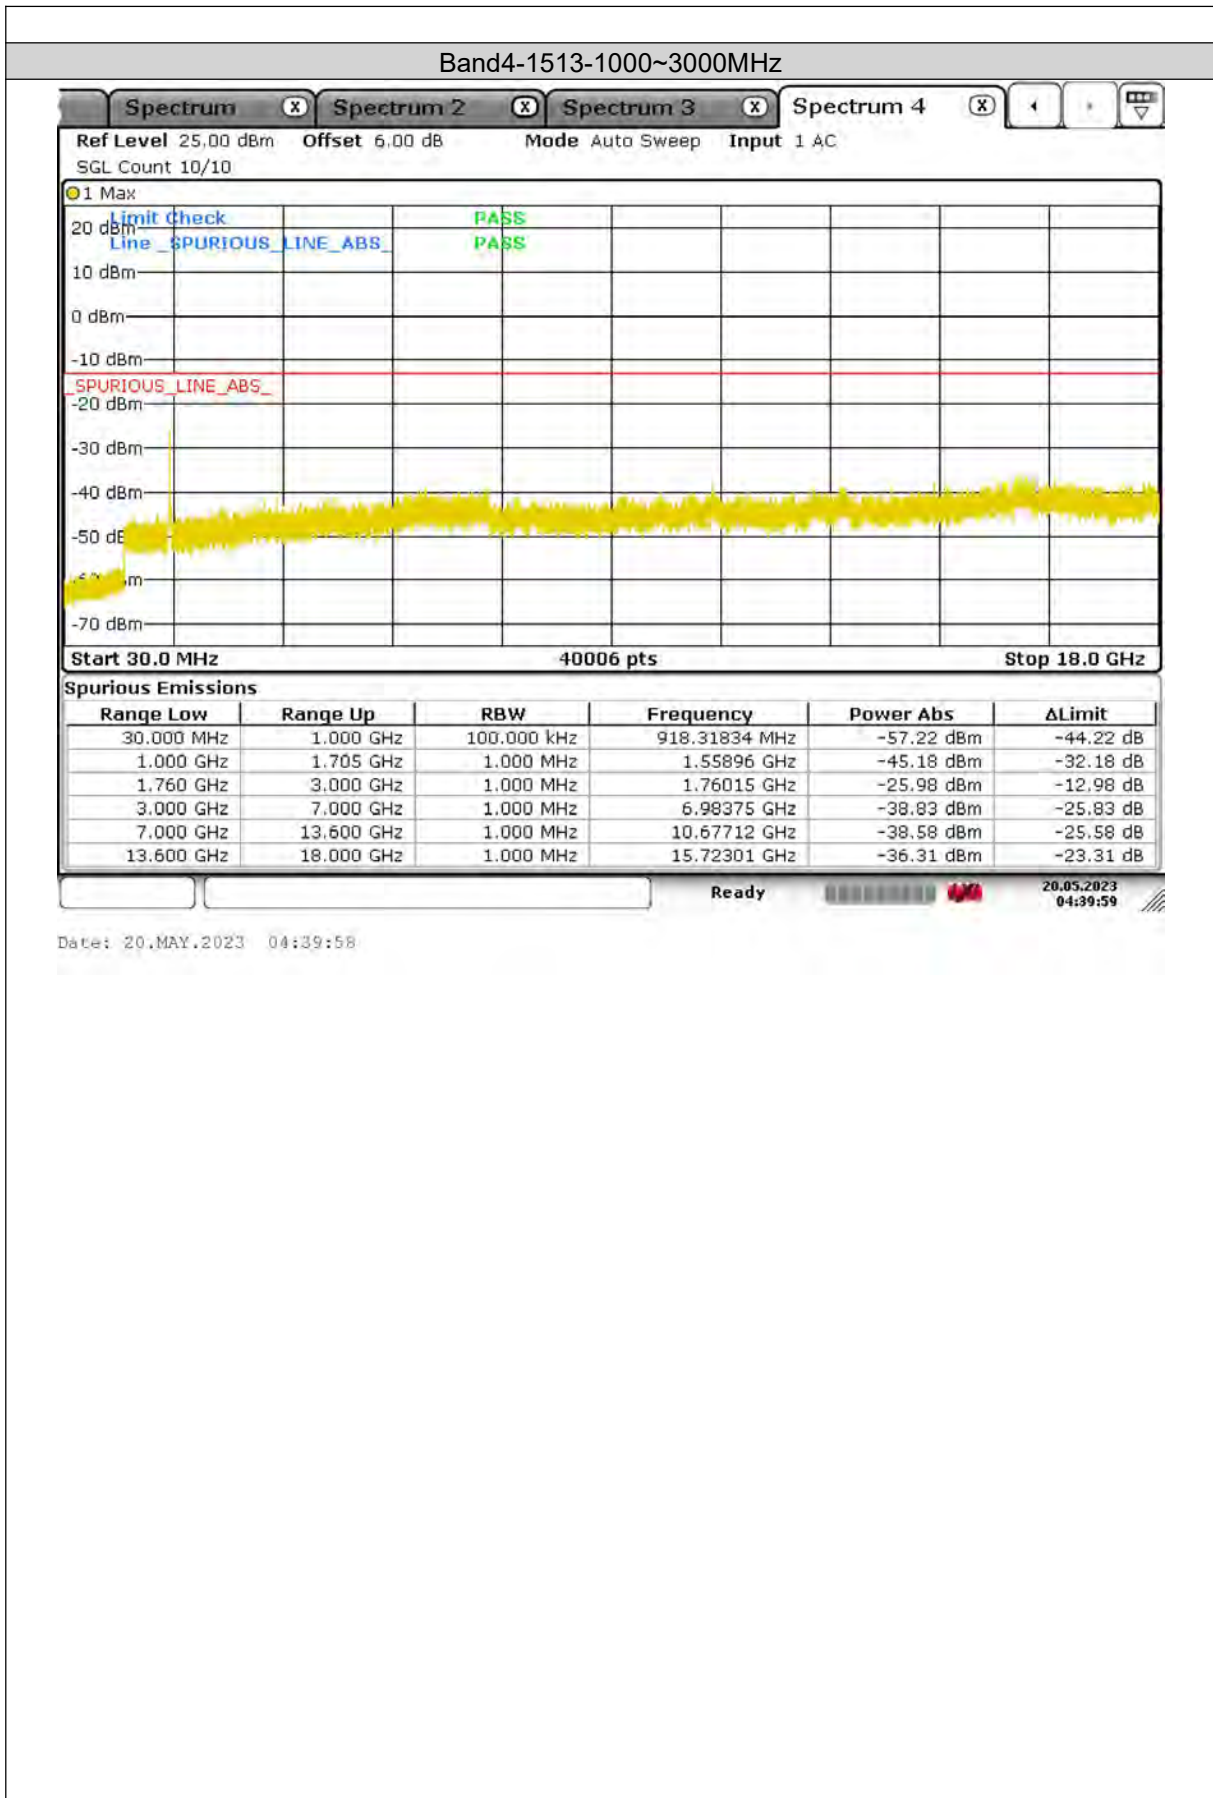 Band4-1513-1000~3000MHz
Spectrum X Spectrum 2 X Spectrum 3 X Spectrum 4 X
Ref Level 25.00 dBm Offset 6.00 dB Mode Auto Sweep Input 1 AC
SGL Count 10/10
1 Max
Limit Check PASS
20 dBm
Line _SPURIOUS_LINE_ABS_ PASS
10 dBm
0 dBm
-10 dBm
_SPURIOUS_LINE_ABS_
-20 dBm
-30 dBm
-40 dBm
-50 dB
-70 dBm
Start 30.0 MHz 40006 pts Stop 18.0 GHz
Spurious Emissions
Range Low Range Up RBW Frequency Power Abs ΔLimit
30.000 MHz 1.000 GHz 100.000 kHz 918.31834 MHz -57.22 dBm -44.22 dB
1.000 GHz 1.705 GHz 1.000 MHz 1.55896 GHz -45.18 dBm -32.18 dB
1.760 GHz 3.000 GHz 1.000 MHz 1.76015 GHz -25.98 dBm -12.98 dB
3.000 GHz 7.000 GHz 1.000 MHz 6.98375 GHz -38.83 dBm -25.83 dB
7.000 GHz 13.600 GHz 1.000 MHz 10.67712 GHz -38.58 dBm -25.58 dB
13.600 GHz 18.000 GHz 1.000 MHz 15.72301 GHz -36.31 dBm -23.31 dB
Ready 20.05.2023
04:39:59
Date: 20.MAY.2023 04:39:58